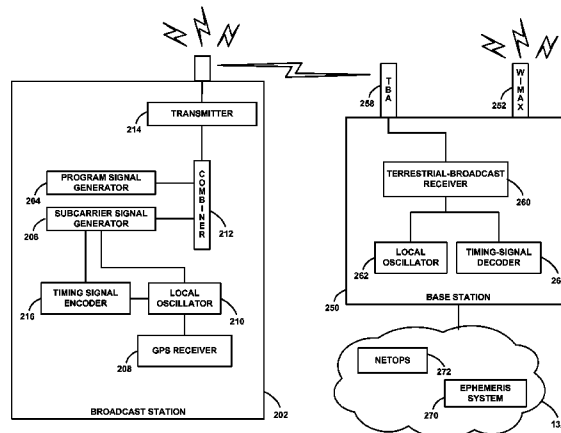 TRANSMITTER
214
PROGRAM SIGNAL
GENERATOR
204
SUBCARRIER SIGNAL
GENERATOR
206
COMBINER
212
TIMING SIGNAL
ENCODER
216
LOCAL
OSCILLATOR
210
GPS RECEIVER
208
BROADCAST STATION
202
TBA
258
WIMAX
252
TERRESTRIAL-BROADCAST
RECEIVER
260
LOCAL
OSCILLATOR
262
TIMING-SIGNAL
DECODER
26
BASE STATION
250
NETOPS
272
EPHEMERIS
SYSTEM
270
13